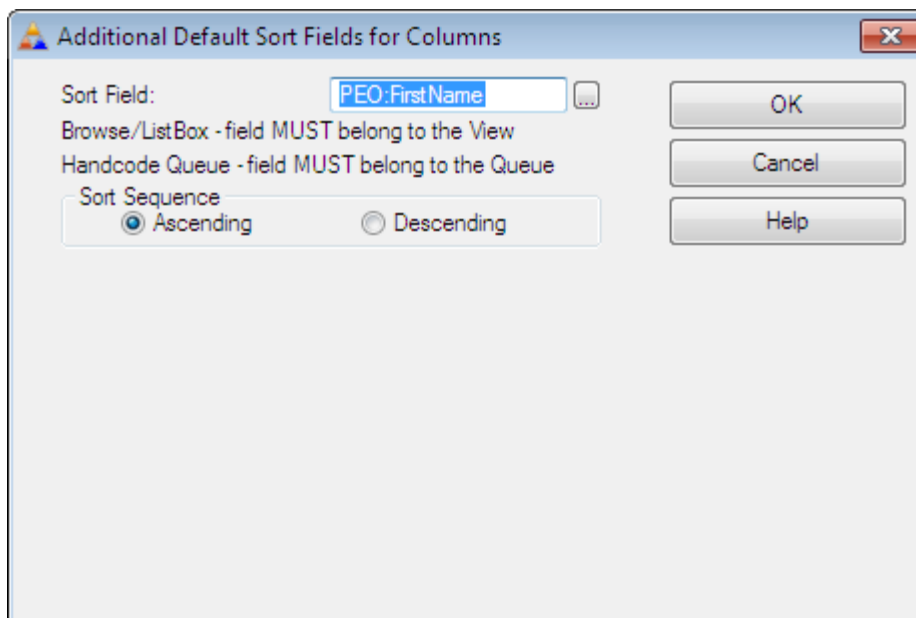 Additional Default Sort Fields for Columns
Sort Field: PEO:FirstName ...
OK
Browse/ListBox - field MUST belong to the View
Handcode Queue - field MUST belong to the Queue
Cancel
Sort Sequence
Ascending Descending
Help